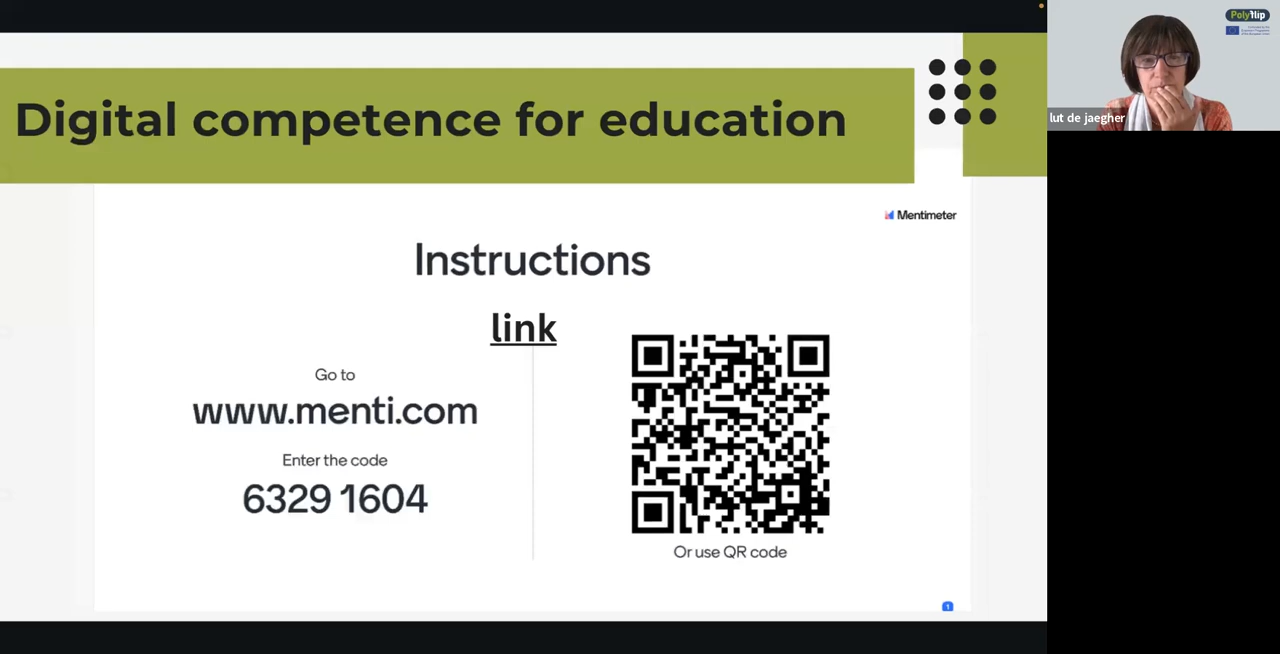 Digital competence for education
Mentimeter
Instructions
link
Go to
www.menti.com
Enter the code
6329 1604
Or use QR code
1
Polyflip
lut de jaegher